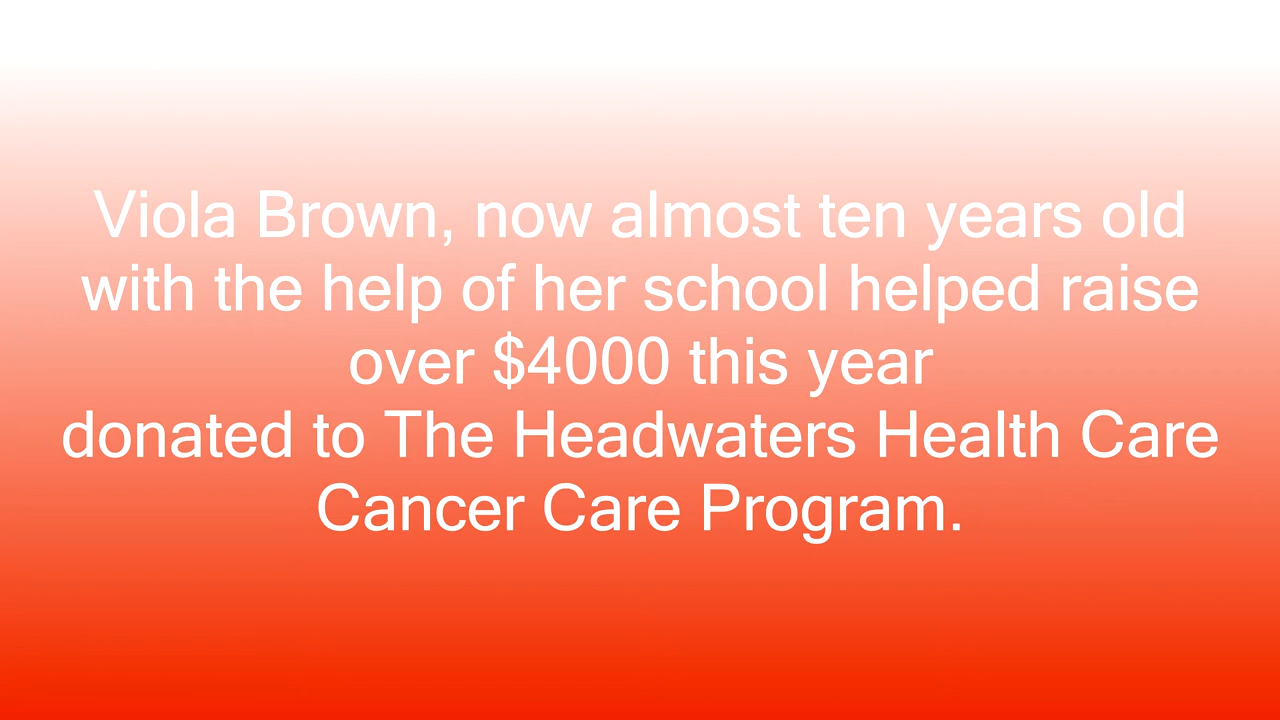 Viola Brown, now almost ten years old
with the help of her school helped raise
over $4000 this year
donated to The Headwaters Health Care
Cancer Care Program.